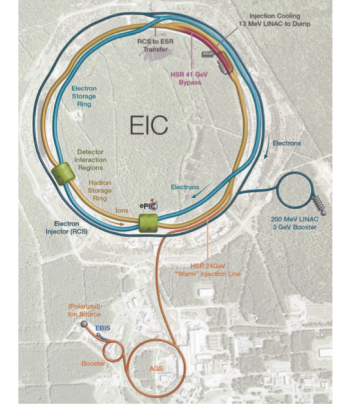 Injection Cooling
13 MeV LINAC to Dump
RCS to ESR
Transfer
HSR 41 GeV
Bypass
Electron
Storage
Ring
EIC
Electrons
Detector
Interaction
Regions
Hadron
Storage
Ring
Electrons
Ions
ePIC
Electron
Injector (RCS)
200 MeV LINAC
3 GeV Booster
HSR 24GeV
"Warm" Injection Line
(Polarized)
Ion Source
EBIS
Booster
AGS